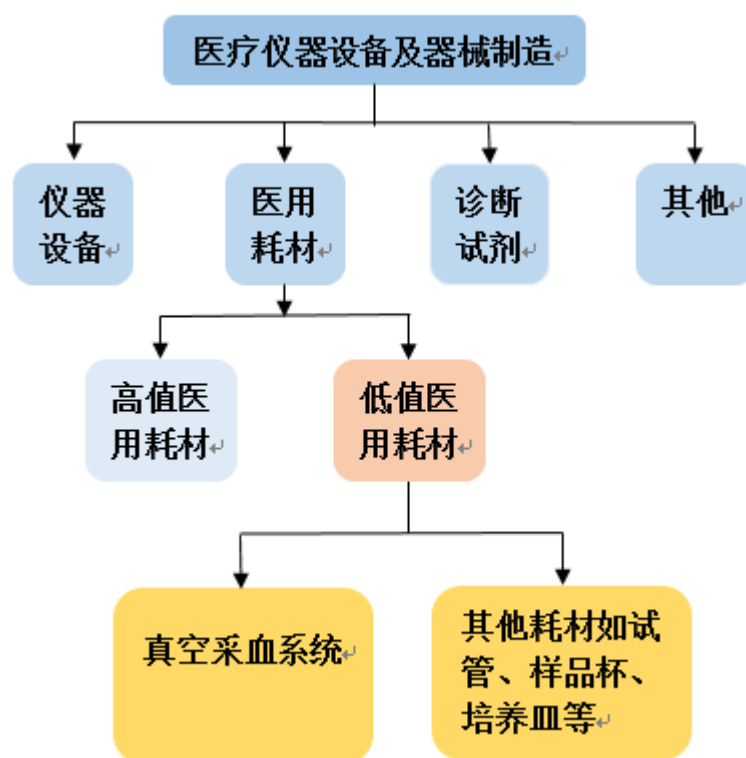 医疗仪器设备及器械制造
仪器
设备
医用
耗材
诊断
试剂
其他
高值医
用耗材
低值医
用耗材
真空采血系统
其他耗材如试
管、样品杯、
培养皿等